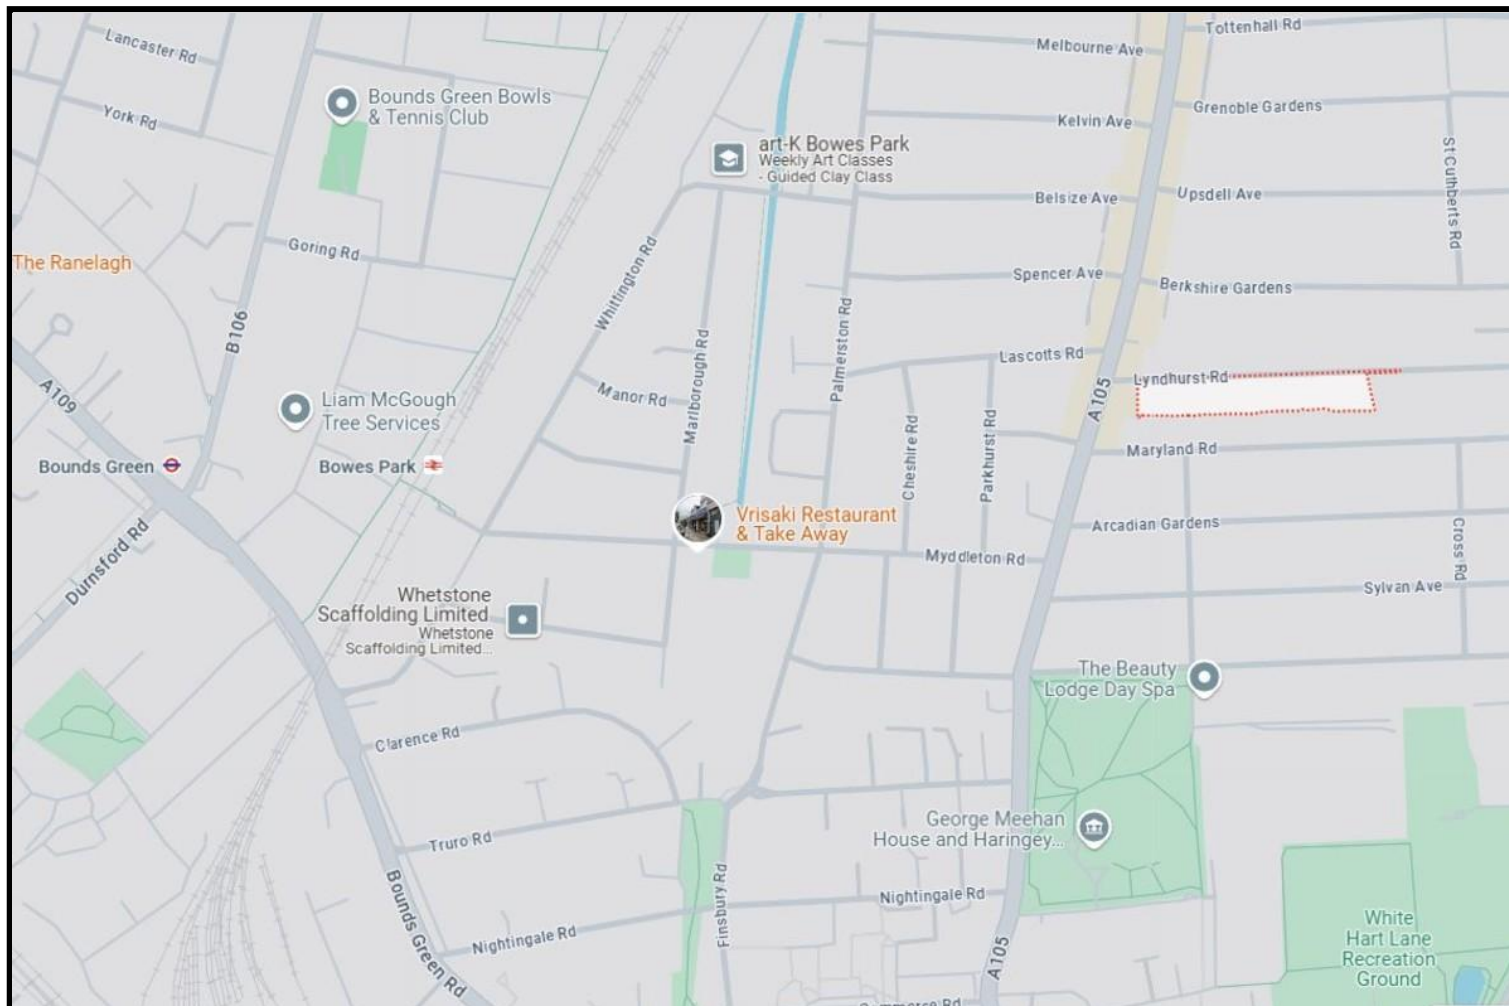 Lancaster Rd
York Rd
Bounds Green Bowls
& Tennis Club
art-K Bowes Park
Weekly Art Classes
- Guided Clay Class
Melbourne Ave
Tottenhall Rd
Kelvin Ave
Grenoble Gardens
St Cuthberts Rd
Belsize Ave
Upsdell Ave
The Ranelagh
Goring Rd
Whittington Rd
Spencer Ave
Berkshire Gardens
B106
Marlborough Rd
Palmerston Rd
Lascotts Rd
Lyndhurst Rd
A109
Manor Rd
A105
Liam McGough
Tree Services
Cheshire Rd
Parkhurst Rd
Maryland Rd
Bounds Green
Bowes Park
Vrisaki Restaurant
& Take Away
Arcadian Gardens
Cross Rd
Durnsford Rd
Myddleton Rd
Sylvan Ave
Whetstone
Scaffolding Limited
Whetstone
Scaffolding Limited...
The Beauty
Lodge Day Spa
Clarence Rd
Truro Rd
George Meehan
House and Haringey...
Bounds Green Rd
Finsbury Rd
Nightingale Rd
Nightingale Rd
A105
White
Hart Lane
Recreation
Ground